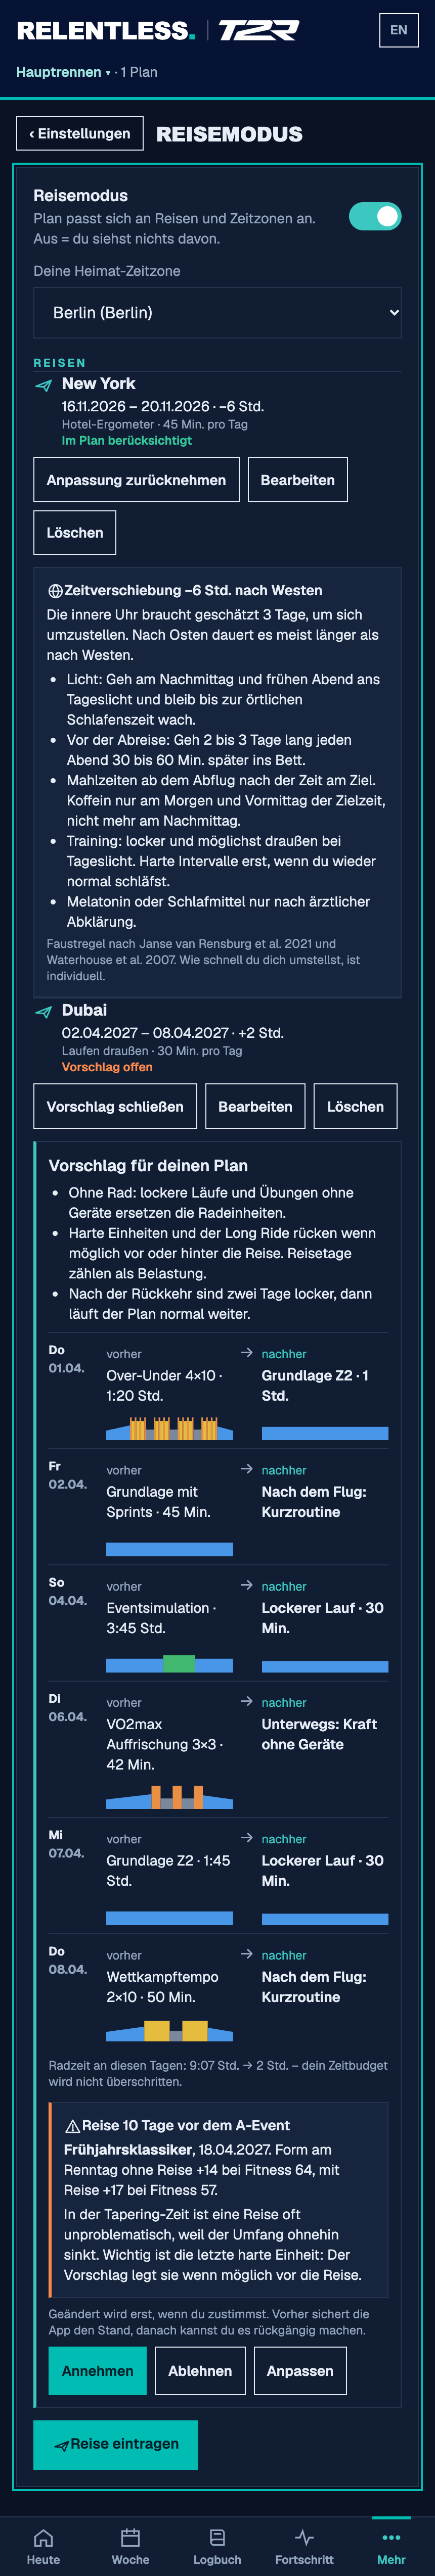 RELENTLESS. T2R
EN
Hauptrennen ▾ · 1 Plan
‹ Einstellungen
REISEMODUS
Reisemodus
Plan passt sich an Reisen und Zeitzonen an.
Aus = du siehst nichts davon.
Deine Heimat-Zeitzone
Berlin (Berlin)
REISEN
New York
16.11.2026 – 20.11.2026 · −6 Std.
Hotel-Ergometer · 45 Min. pro Tag
Im Plan berücksichtigt
Anpassung zurücknehmen
Bearbeiten
Löschen
Zeitverschiebung −6 Std. nach Westen
Die innere Uhr braucht geschätzt 3 Tage, um sich
umzustellen. Nach Osten dauert es meist länger als
nach Westen.
• Licht: Geh am Nachmittag und frühen Abend ans
Tageslicht und bleib bis zur örtlichen
Schlafenszeit wach.
• Vor der Abreise: Geh 2 bis 3 Tage lang jeden
Abend 30 bis 60 Min. später ins Bett.
• Mahlzeiten ab dem Abflug nach der Zeit am Ziel.
Koffein nur am Morgen und Vormittag der Zielzeit,
nicht mehr am Nachmittag.
• Training: locker und möglichst draußen bei
Tageslicht. Harte Intervalle erst, wenn du wieder
normal schläfst.
• Melatonin oder Schlafmittel nur nach ärztlicher
Abklärung.
Faustregel nach Janse van Rensburg et al. 2021 und
Waterhouse et al. 2007. Wie schnell du dich umstellst, ist
individuell.
Dubai
02.04.2027 – 08.04.2027 · +2 Std.
Laufen draußen · 30 Min. pro Tag
Vorschlag offen
Vorschlag schließen
Bearbeiten
Löschen
Vorschlag für deinen Plan
• Ohne Rad: lockere Läufe und Übungen ohne
Geräte ersetzen die Radeinheiten.
• Harte Einheiten und der Long Ride rücken wenn
möglich vor oder hinter die Reise. Reisetage
zählen als Belastung.
• Nach der Rückkehr sind zwei Tage locker, dann
läuft der Plan normal weiter.
Do
01.04.
vorher
Over-Under 4×10 ·
1:20 Std.
→ nachher
Grundlage Z2 · 1
Std.
Fr
02.04.
vorher
Grundlage mit
Sprints · 45 Min.
→ nachher
Nach dem Flug:
Kurzroutine
So
04.04.
vorher
Eventsimulation ·
3:45 Std.
→ nachher
Lockerer Lauf · 30
Min.
Di
06.04.
vorher
VO2max
Auffrischung 3×3 ·
42 Min.
→ nachher
Unterwegs: Kraft
ohne Geräte
Mi
07.04.
vorher
Grundlage Z2 · 1:45
Std.
→ nachher
Lockerer Lauf · 30
Min.
Do
08.04.
vorher
Wettkampftempo
2×10 · 50 Min.
→ nachher
Nach dem Flug:
Kurzroutine
Radzeit an diesen Tagen: 9:07 Std. → 2 Std. – dein Zeitbudget
wird nicht überschritten.
Reise 10 Tage vor dem A-Event
Frühjahrsklassiker, 18.04.2027. Form am
Renntag ohne Reise +14 bei Fitness 64, mit
Reise +17 bei Fitness 57.
In der Tapering-Zeit ist eine Reise oft
unproblematisch, weil der Umfang ohnehin
sinkt. Wichtig ist die letzte harte Einheit: Der
Vorschlag legt sie wenn möglich vor die Reise.
Geändert wird erst, wenn du zustimmst. Vorher sichert die
App den Stand, danach kannst du es rückgängig machen.
Annehmen
Ablehnen
Anpassen
Reise eintragen
Heute
Woche
Logbuch
Fortschritt
Mehr